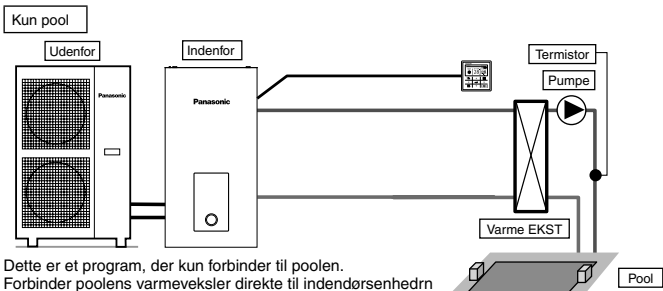 Kun pool
Udenfor
Indenfor
Termistor
Pumpe
Panasonic
Panasonic
Varme EKST
Pool
Dette er et program, der kun forbinder til poolen.
Forbinder poolens varmeveksler direkte til indendørsenhedrn